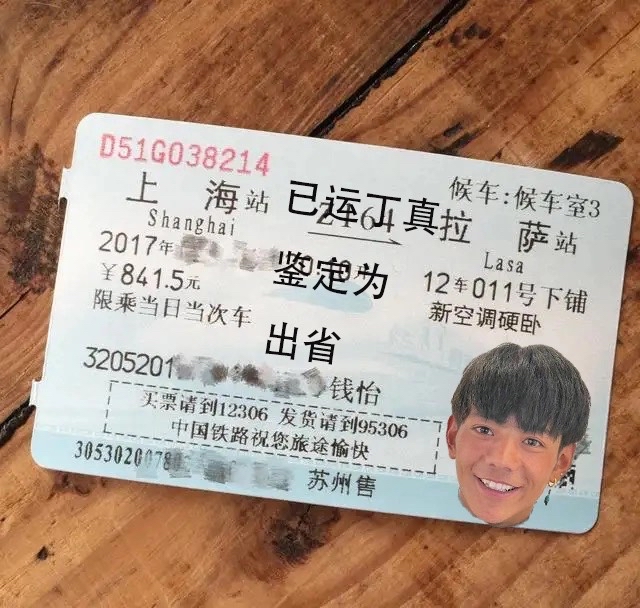 D51G038214
候车:候车室3
上 海站 Z164 拉 萨站
Shanghai Lasa
已运丁真
2017年
¥841.5元 12车011号下铺
鉴定为
限乘当日当次车 新空调硬卧
出省
3205201 钱怡
买票请到12306 发货请到95306
中国铁路祝您旅途愉快
30530200780 苏州售